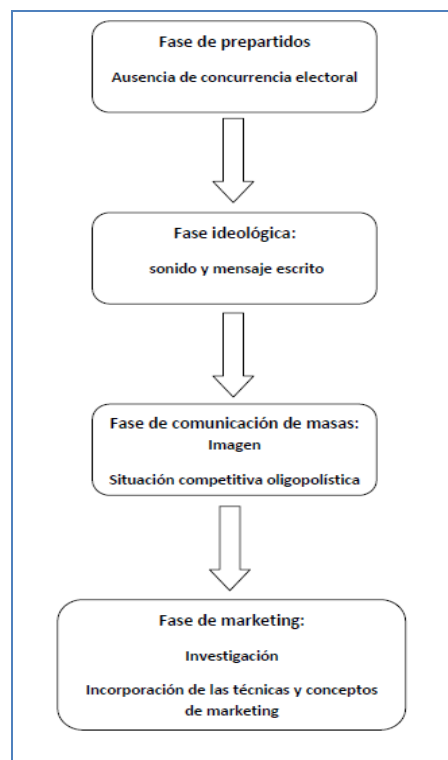 Fase de prepartidos
Ausencia de concurrencia electoral
Fase ideológica:
sonido y mensaje escrito
Fase de comunicación de masas:
Imagen
Situación competitiva oligopolística
Fase de marketing:
Investigación
Incorporación de las técnicas y conceptos
de marketing